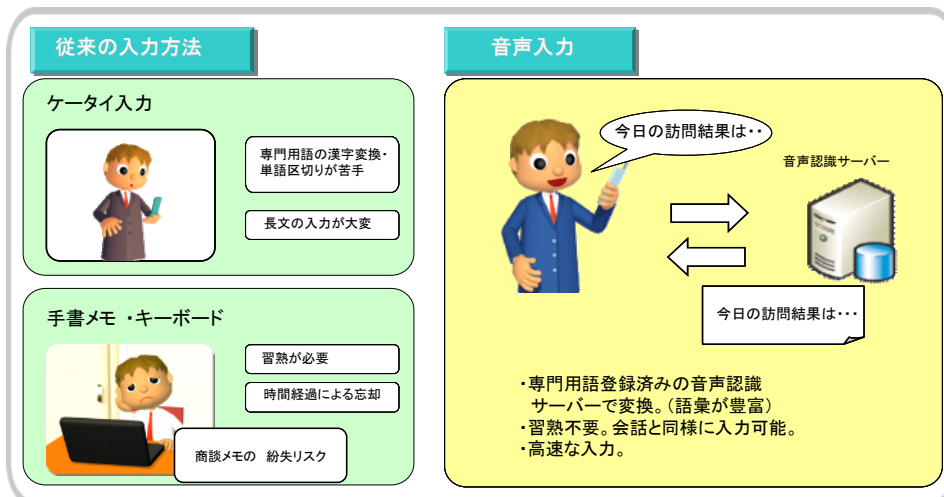 従来の入力方法
ケータイ入力
専門用語の漢字変換・
単語区切りが苦手
長文の入力が大変
手書メモ ・キーボード
習熟が必要
時間経過による忘却
商談メモの 紛失リスク
音声入力
今日の訪問結果は・・
音声認識サーバー
今日の訪問結果は・・・
・専門用語登録済みの音声認識
サーバーで変換。（語彙が豊富）
・習熟不要。会話と同様に入力可能。
・高速な入力。